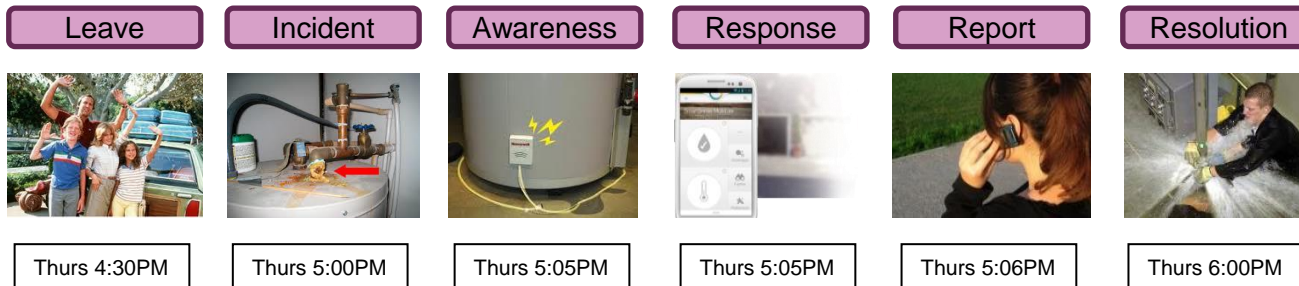 Leave
Incident
Awareness
Response
Report
Resolution
Honeywell
Thurs 4:30PM
Thurs 5:00PM
Thurs 5:05PM
Thurs 5:05PM
Thurs 5:06PM
Thurs 6:00PM